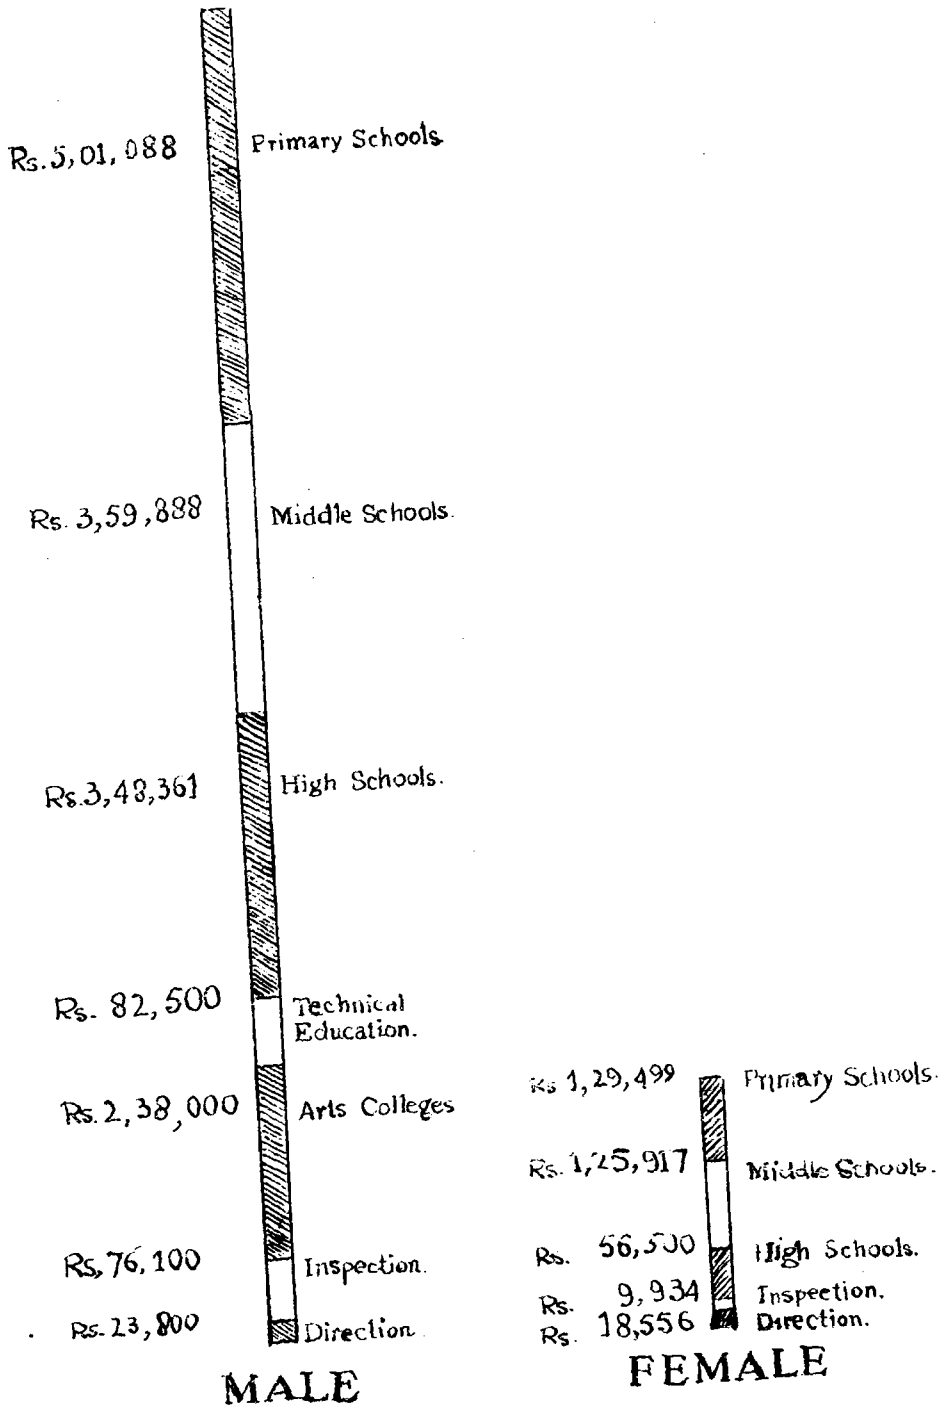 Rs. 5,01,088 Primary Schools.
Rs. 3,59,888 Middle Schools.
Rs. 3,48,361 High Schools.
Rs. 82,500 Technical
Education.
Rs. 2,38,000 Arts Colleges
Rs, 76,100 Inspection.
Rs. 23,800 Direction
MALE
Rs 1,29,499 Primary Schools.
Rs. 1,25,917 Middle Schools.
Rs. 56,500 High Schools.
Rs. 9,934 Inspection.
Rs. 18,556 Direction.
FEMALE